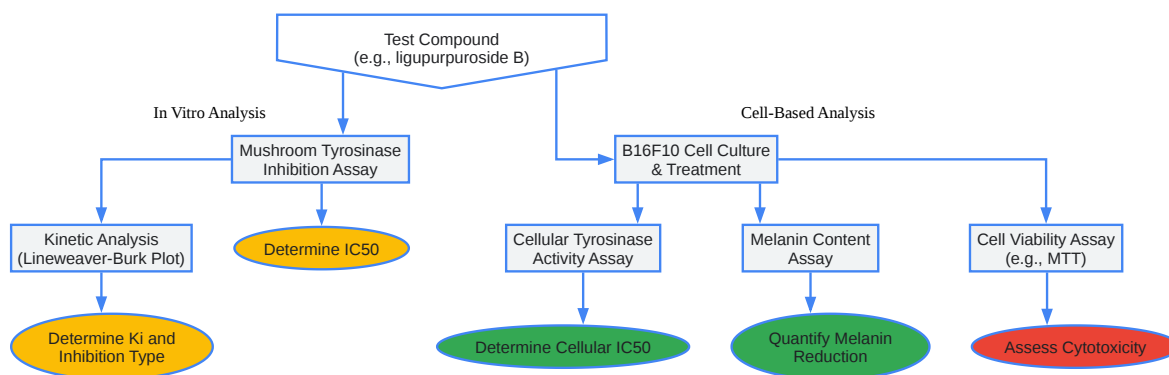 Test Compound
(e.g., ligupurpuroside B)
In Vitro Analysis
Cell-Based Analysis
Mushroom Tyrosinase
Inhibition Assay
B16F10 Cell Culture
& Treatment
Kinetic Analysis
(Lineweaver-Burk Plot)
Determine IC50
Cellular Tyrosinase
Activity Assay
Melanin Content
Assay
Cell Viability Assay
(e.g., MTT)
Determine Ki and
Inhibition Type
Determine Cellular IC50
Quantify Melanin
Reduction
Assess Cytotoxicity